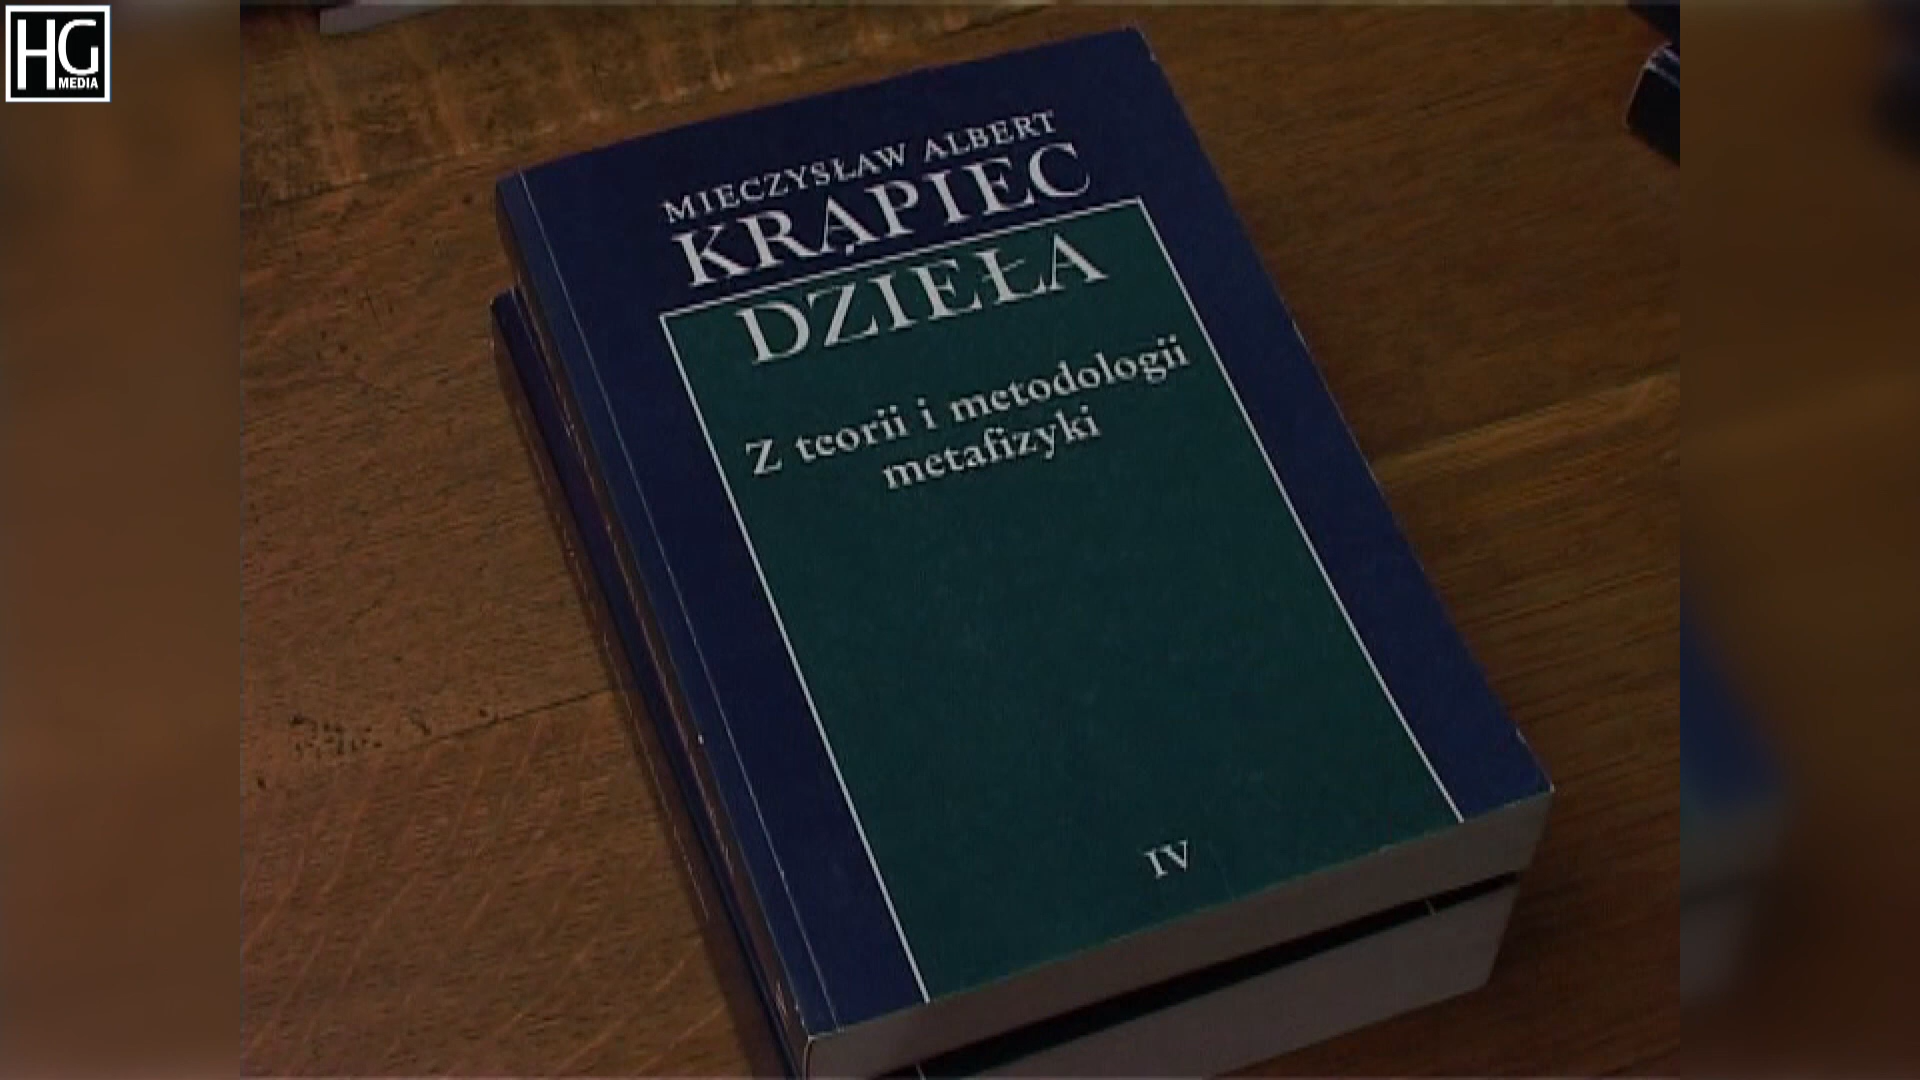 HG
MEDIA
MIECZYSŁAW ALBERT
KRĄPIEC
DZIEŁA
Z teorii i metodologii
metafizyki
IV